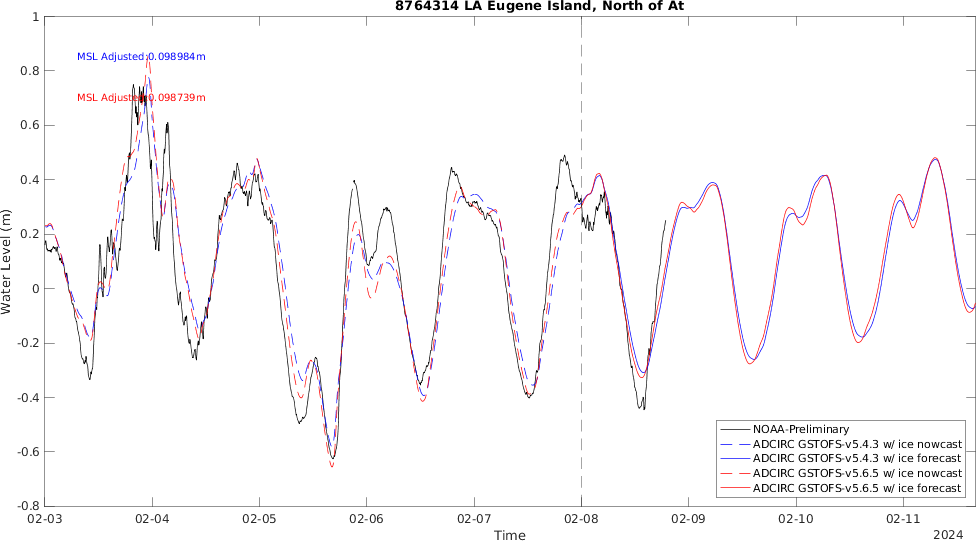 8764314 LA Eugene Island, North of At
1
0.8
0.6
0.4
0.2
0
-0.2
-0.4
-0.6
-0.8
Water Level (m)
MSL Adjusted:0.098984m
MSL Adjusted:0.098739m
NOAA-Preliminary
ADCIRC GSTOFS-v5.4.3 w/ ice nowcast
ADCIRC GSTOFS-v5.4.3 w/ ice forecast
ADCIRC GSTOFS-v5.6.5 w/ ice nowcast
ADCIRC GSTOFS-v5.6.5 w/ ice forecast
02-03 02-04 02-05 02-06 02-07 02-08 02-09 02-10 02-11
Time 2024